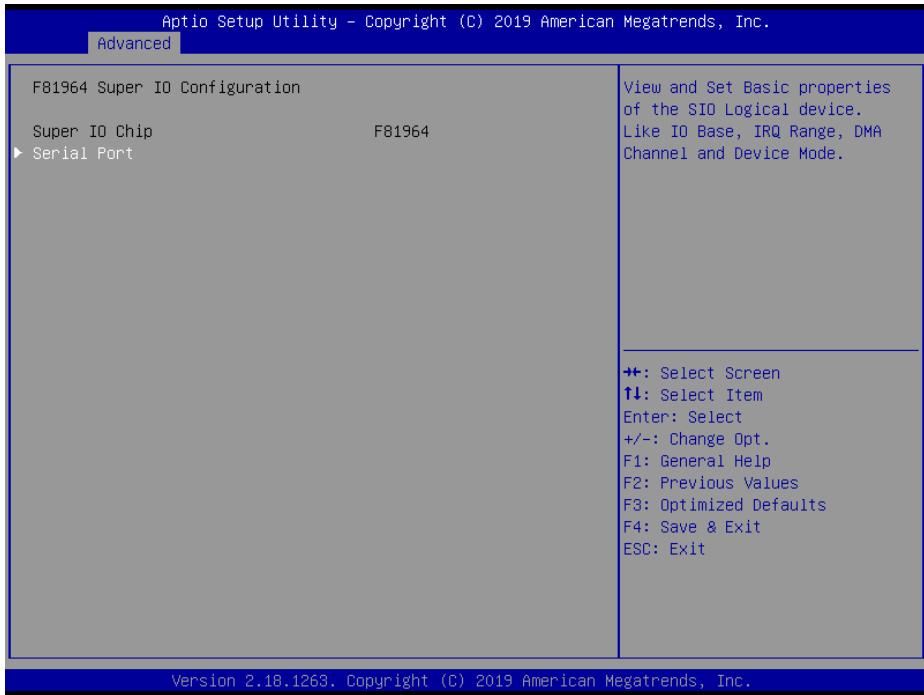 Aptio Setup Utility – Copyright (C) 2019 American Megatrends, Inc.
Advanced
F81964 Super IO Configuration
Super IO Chip F81964
Serial Port
View and Set Basic properties
of the SIO Logical device.
Like IO Base, IRQ Range, DMA
Channel and Device Mode.
→←: Select Screen
↑↓: Select Item
Enter: Select
+/-: Change Opt.
F1: General Help
F2: Previous Values
F3: Optimized Defaults
F4: Save & Exit
ESC: Exit
Version 2.18.1263. Copyright (C) 2019 American Megatrends, Inc.